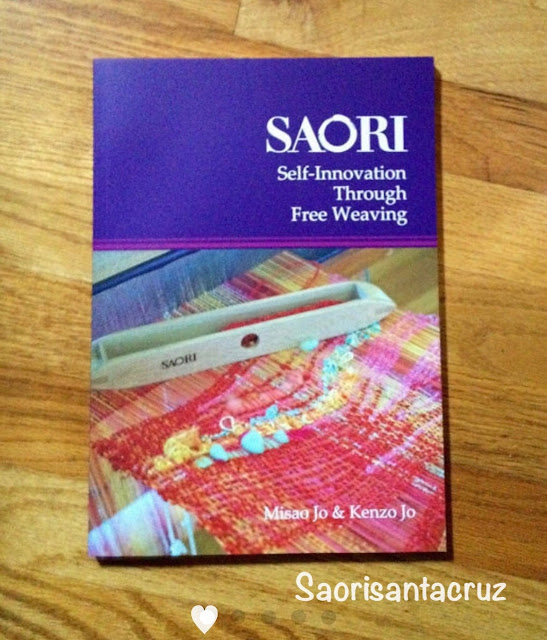 SAORI
Self-Innovation
Through
Free Weaving
SAORI
Misao Jo & Kenzo Jo
Saorisantacruz